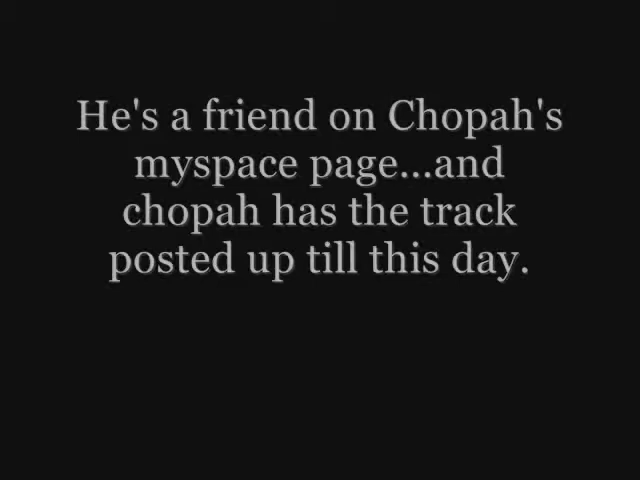 He's a friend on Chopah's
myspace page...and
chopah has the track
posted up till this day.